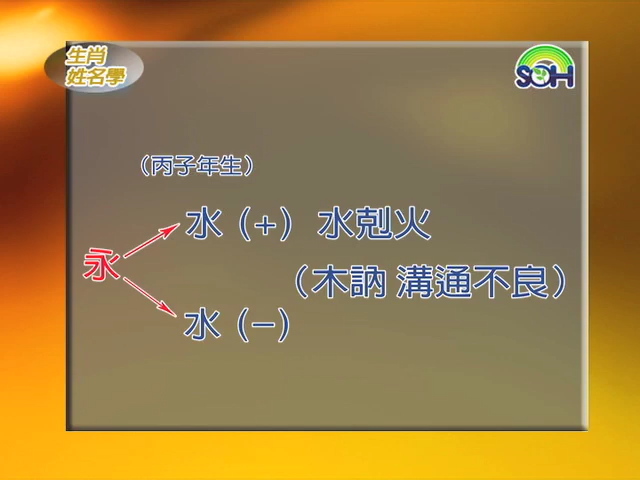 生肖
姓名學
SOH
（丙子年生）
水（+） 水剋火
永
（木訥 溝通不良）
水（−）